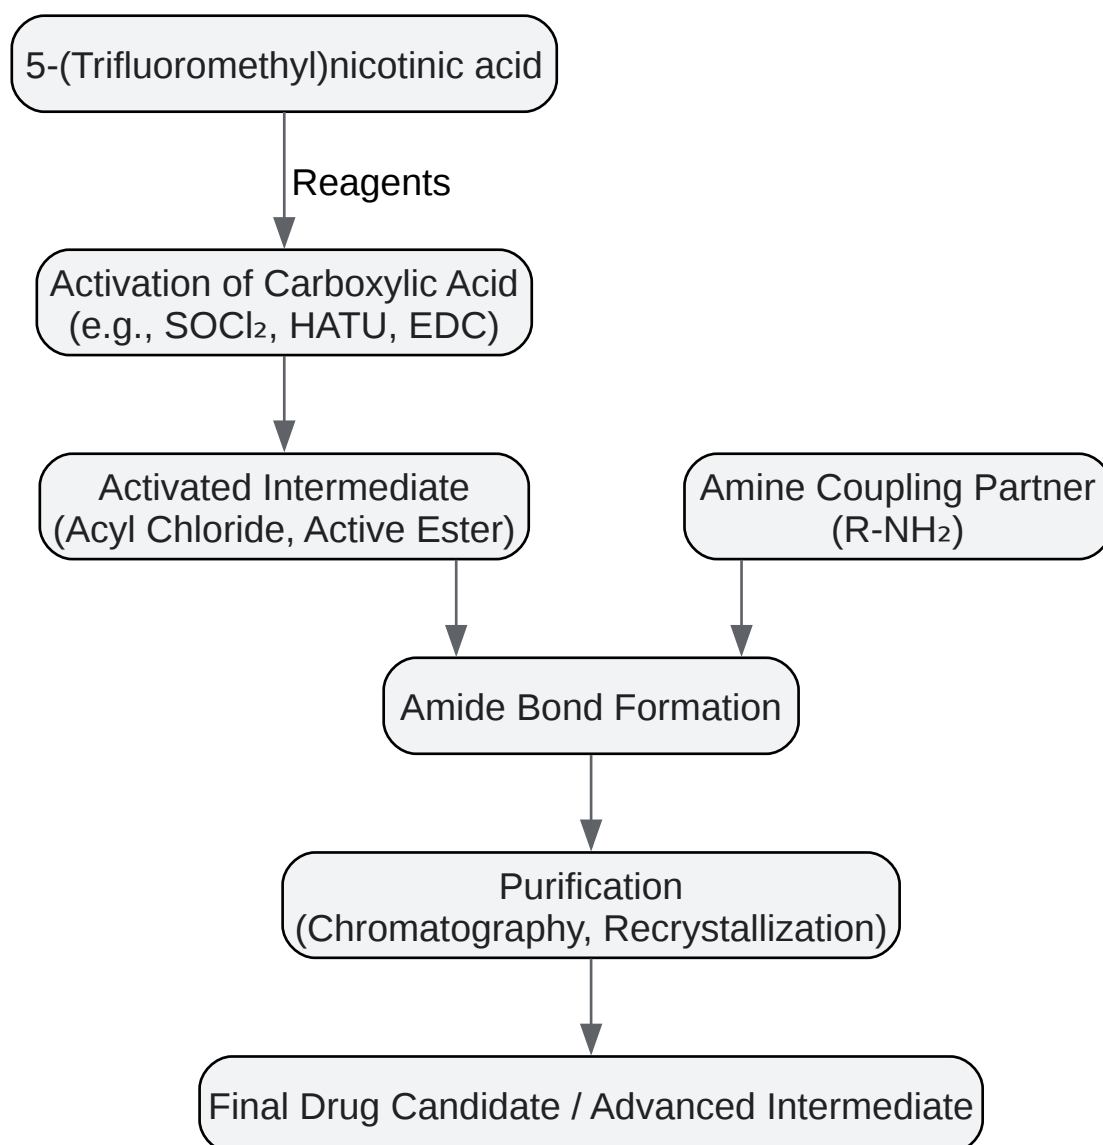 5-(Trifluoromethyl)nicotinic acid
Reagents
Activation of Carboxylic Acid
(e.g., SOCl₂, HATU, EDC)
Activated Intermediate
(Acyl Chloride, Active Ester)
Amine Coupling Partner
(R-NH₂)
Amide Bond Formation
Purification
(Chromatography, Recrystallization)
Final Drug Candidate / Advanced Intermediate